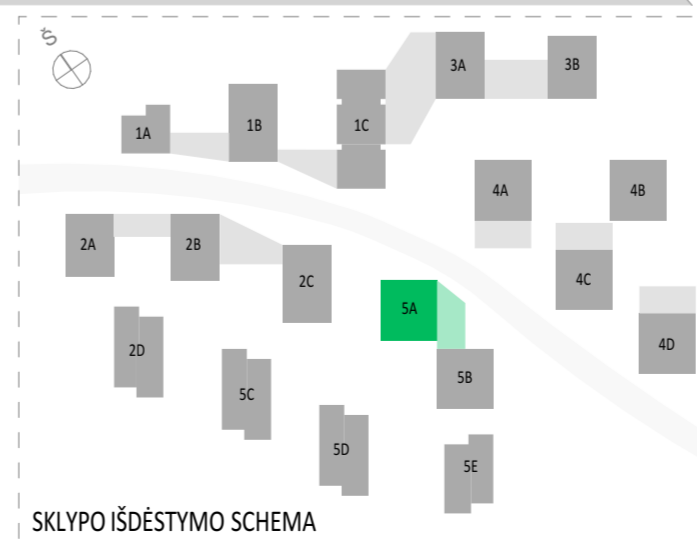 Š
3A
3B
1A
1B
1C
4A
4B
2A
2B
2C
4C
5A
4D
2D
5B
5C
5D
5E
SKLYPO IŠDĖSTYMO SCHEMA